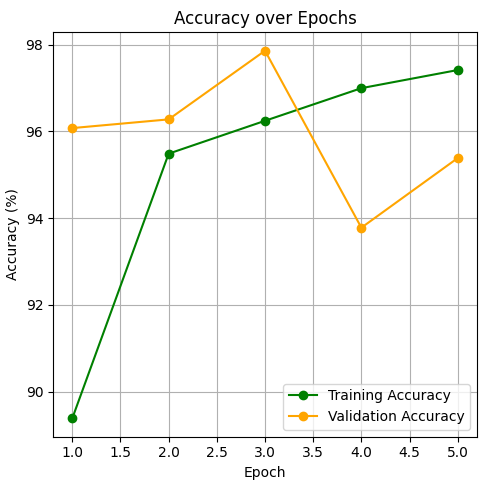 Accuracy over Epochs
98
96
94
92
90
Accuracy (%)
Training Accuracy
Validation Accuracy
1.0 1.5 2.0 2.5 3.0 3.5 4.0 4.5 5.0
Epoch